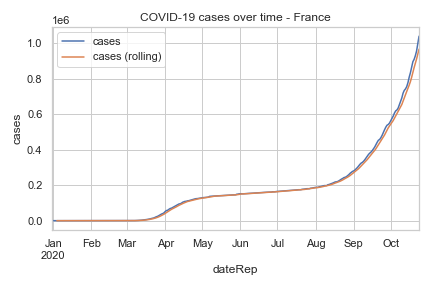 COVID-19 cases over time - France
1e6
cases
cases (rolling)
1.0
0.8
0.6
0.4
0.2
0.0
cases
Jan
2020
Feb
Mar
Apr
May
Jun
Jul
Aug
Sep
Oct
dateRep